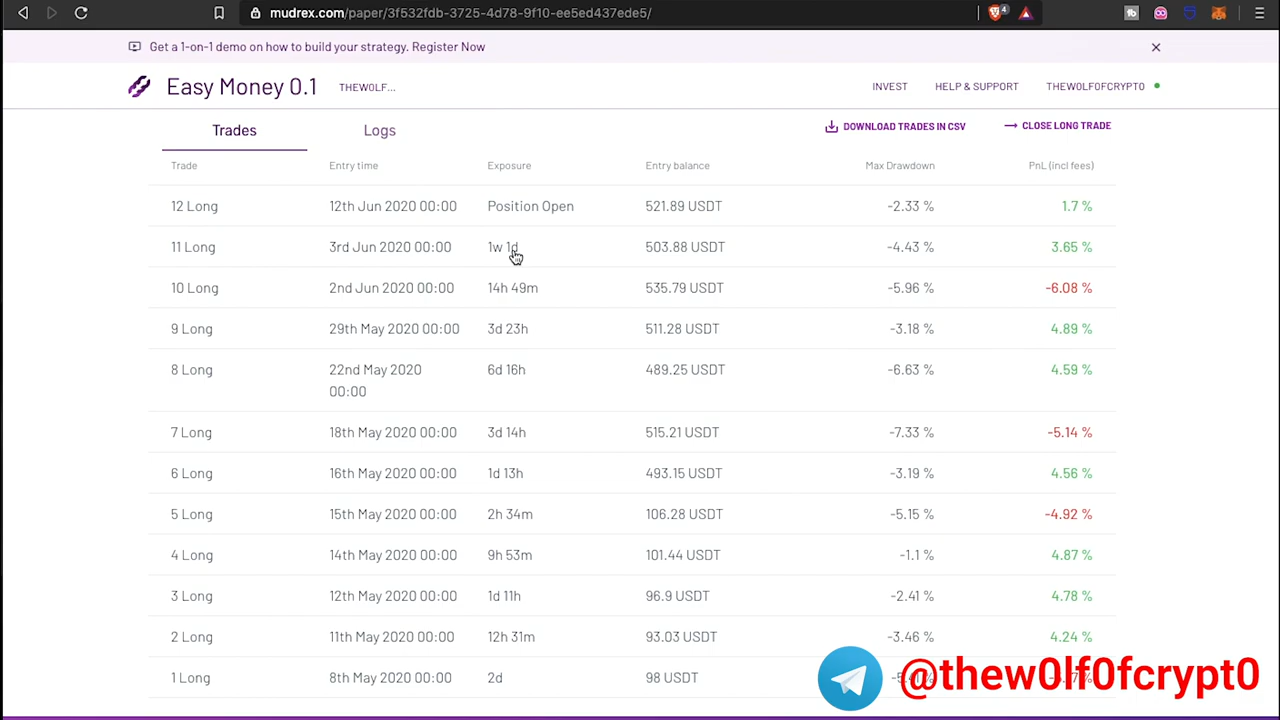 mudrex.com/paper/3f532fdb-3725-4d78-9f10-ee5ed437ede5/
4
Get a 1-on-1 demo on how to build your strategy. Register Now
Easy Money 0.1 THEWOLF... INVEST HELP & SUPPORT THEW0LF0FCRYPT0
Trades Logs DOWNLOAD TRADES IN CSV CLOSE LONG TRADE
Trade Entry time Exposure Entry balance Max Drawdown PnL (incl fees)
12 Long 12th Jun 2020 00:00 Position Open 521.89 USDT -2.33 % 1.7 %
11 Long 3rd Jun 2020 00:00 1w 1d 503.88 USDT -4.43 % 3.65 %
10 Long 2nd Jun 2020 00:00 14h 49m 535.79 USDT -5.96 % -6.08 %
9 Long 29th May 2020 00:00 3d 23h 511.28 USDT -3.18 % 4.89 %
8 Long 22nd May 2020 6d 16h 489.25 USDT -6.63 % 4.59 %
00:00
7 Long 18th May 2020 00:00 3d 14h 515.21 USDT -7.33 % -5.14 %
6 Long 16th May 2020 00:00 1d 13h 493.15 USDT -3.19 % 4.56 %
5 Long 15th May 2020 00:00 2h 34m 106.28 USDT -5.15 % -4.92 %
4 Long 14th May 2020 00:00 9h 53m 101.44 USDT -1.1 % 4.87 %
3 Long 12th May 2020 00:00 1d 11h 96.9 USDT -2.41 % 4.78 %
2 Long 11th May 2020 00:00 12h 31m 93.03 USDT -3.46 % 4.24 %
1 Long 8th May 2020 00:00 2d 98 USDT
@thew0lf0fcrypt0